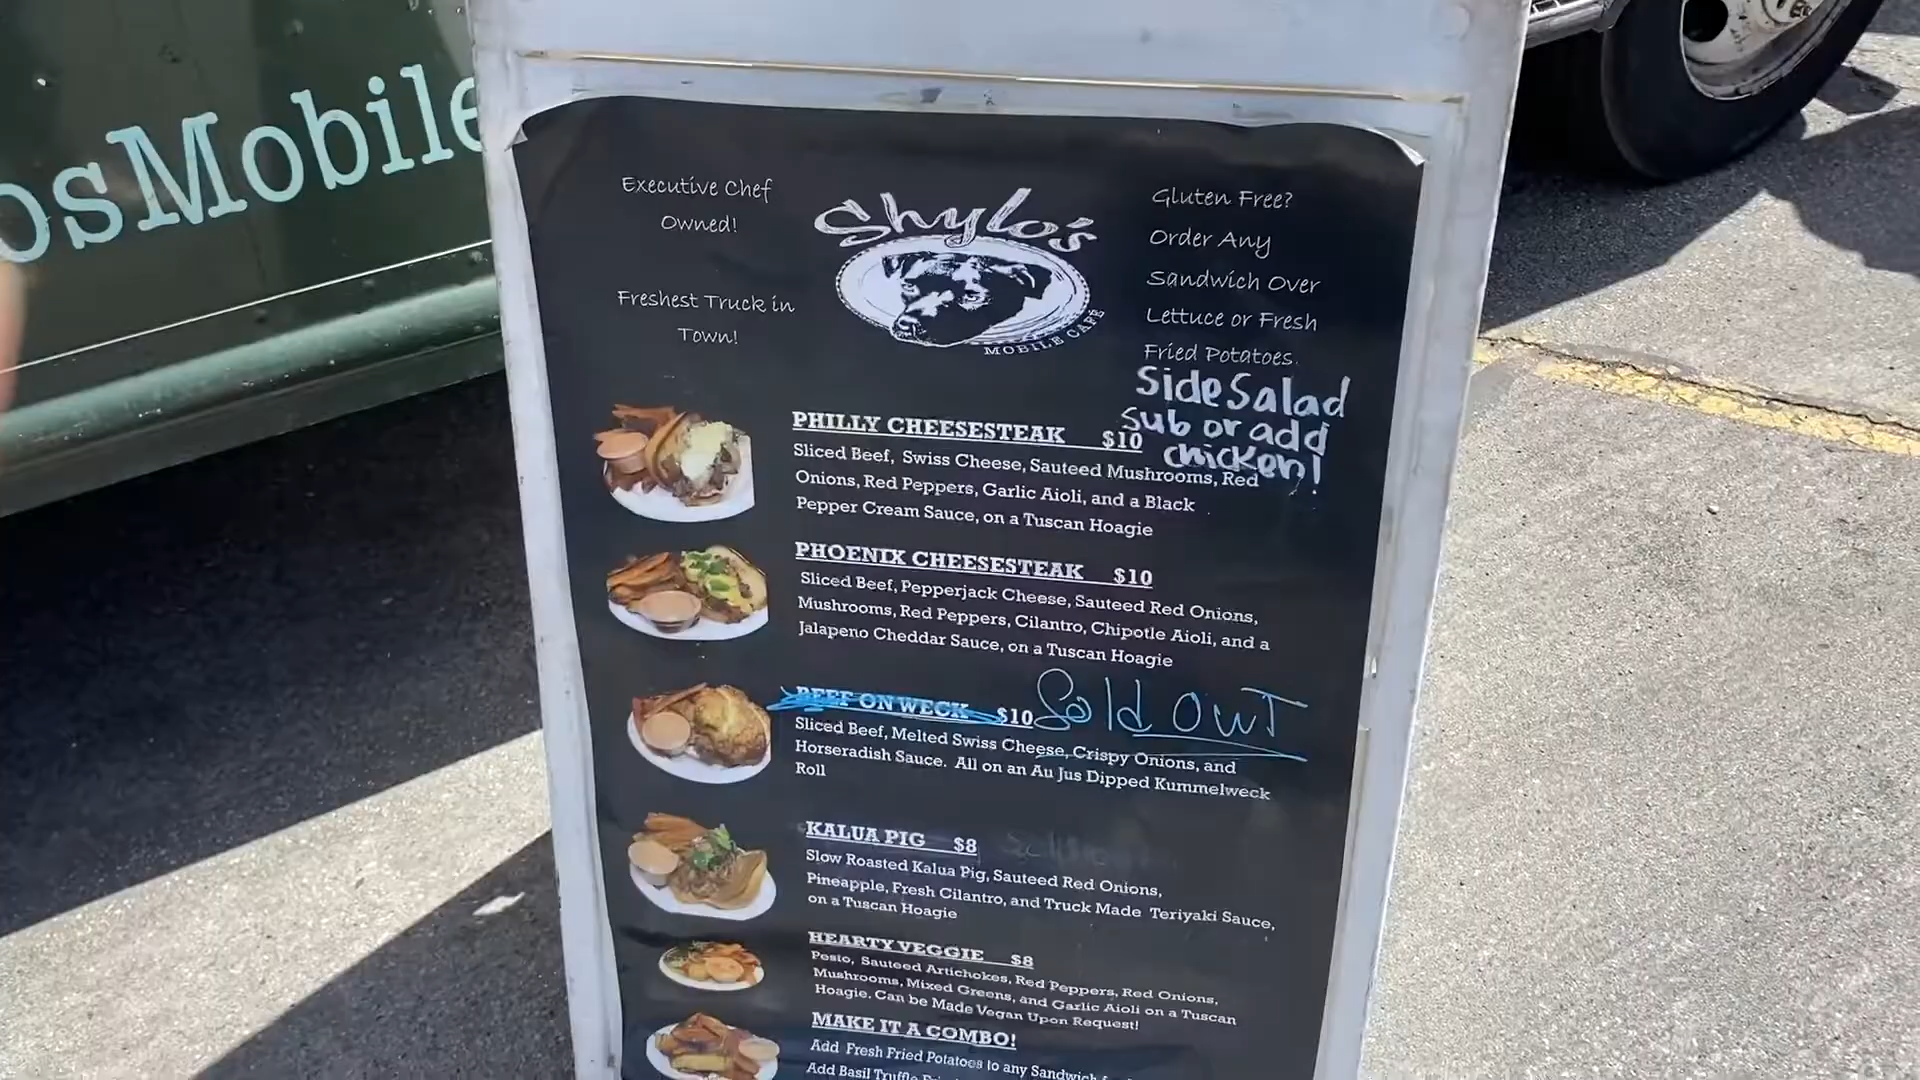 osMobile
Executive Chef
Owned!
Freshest Truck in
Town!
Shylo's
MOBILE CAFÉ
Gluten Free?
Order Any
Sandwich Over
Lettuce or Fresh
Fried Potatoes.
Side Salad
Sub or add
chicken!
PHILLY CHEESESTEAK $10
Sliced Beef, Swiss Cheese, Sauteed Mushrooms, Red
Onions, Red Peppers, Garlic Aioli, and a Black
Pepper Cream Sauce, on a Tuscan Hoagie
PHOENIX CHEESESTEAK $10
Sliced Beef, Pepperjack Cheese, Sauteed Red Onions,
Mushrooms, Red Peppers, Cilantro, Chipotle Aioli, and a
Jalapeno Cheddar Sauce, on a Tuscan Hoagie
BEEF ON WECK $10 Sold OuT
Sliced Beef, Melted Swiss Cheese, Crispy Onions, and
Horseradish Sauce. All on an Au Jus Dipped Kummelweck
Roll
KALUA PIG $8
Slow Roasted Kalua Pig, Sauteed Red Onions,
Pineapple, Fresh Cilantro, and Truck Made Teriyaki Sauce,
on a Tuscan Hoagie
HEARTY VEGGIE $8
Pesto, Sauteed Artichokes, Red Peppers, Red Onions,
Mushrooms, Mixed Greens, and Garlic Aioli on a Tuscan
Hoagie, Can be Made Vegan Upon Request!
MAKE IT A COMBO!
Add Fresh Fried Potatoes to any Sandwich
Add Basil Truffle